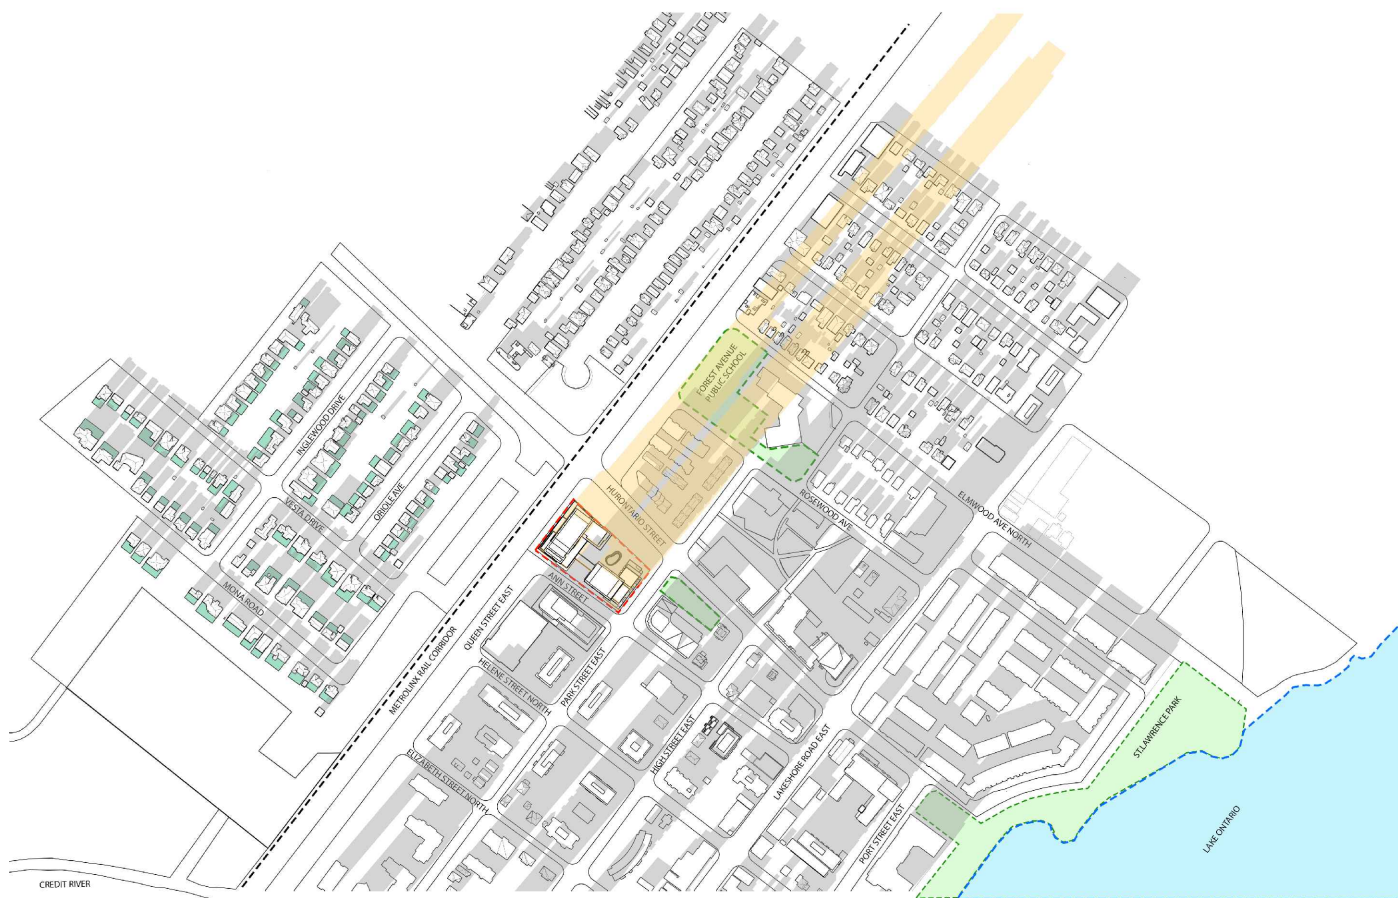 FOREST AVENUE
PUBLIC SCHOOL
INGLEWOOD DRIVE
ORIOLE AVE
VESTA DRIVE
MONA ROAD
HURONTARIO STREET
ROSEWOOD AVE
ELMWOOD AVE NORTH
ANN STREET
QUEEN STREET EAST
METROLINX RAIL CORRIDOR
HELENE STREET NORTH
PARK STREET EAST
ELIZABETH STREET NORTH
HIGH STREET EAST
LAKESHORE ROAD EAST
PORT STREET EAST
ST.LAWRENCE PARK
LAKE ONTARIO
CREDIT RIVER